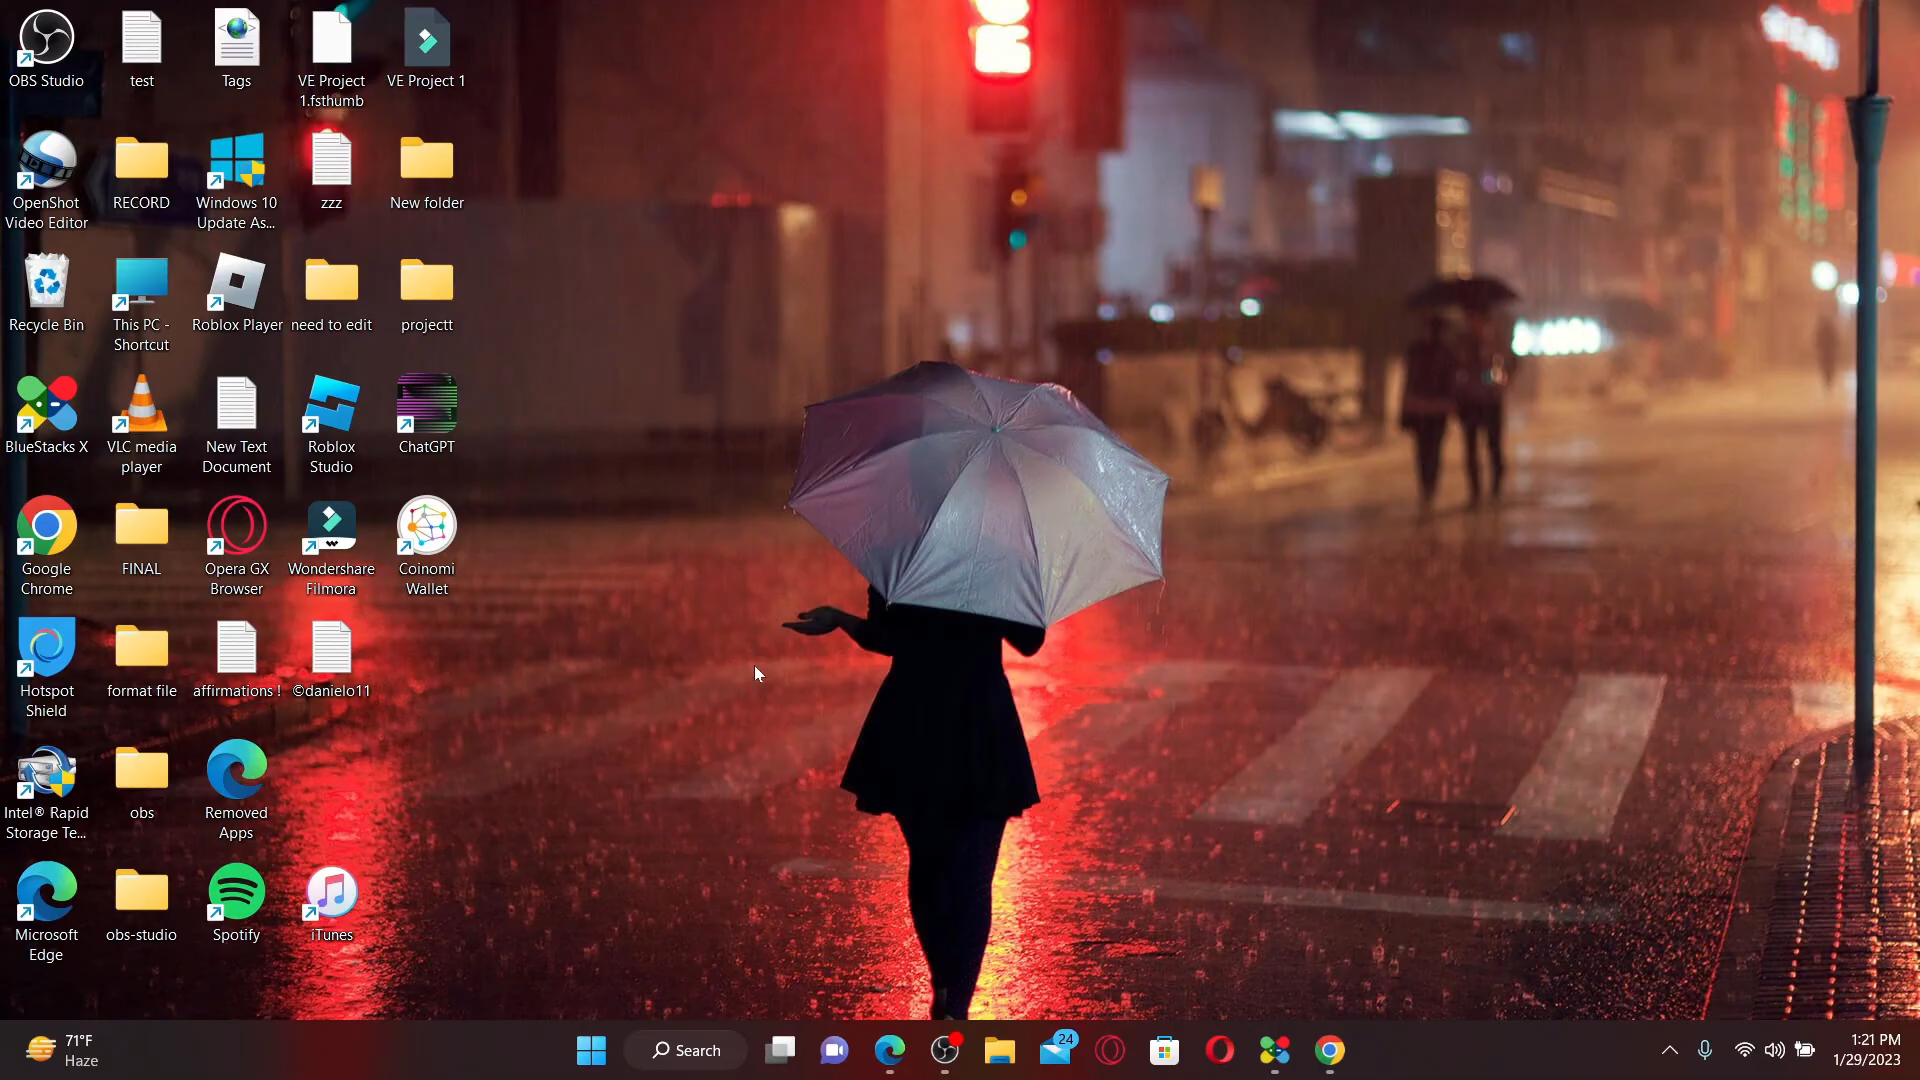 OBS Studio
test
Tags
VE Project
1.fsthumb
VE Project 1
OpenShot
Video Editor
RECORD
Windows 10
Update As...
zzz
New folder
Recycle Bin
This PC -
Shortcut
Roblox Player
need to edit
projectt
BlueStacks X
VLC media
player
New Text
Document
Roblox
Studio
ChatGPT
Google
Chrome
FINAL
Opera GX
Browser
Wondershare
Filmora
Coinomi
Wallet
Hotspot
Shield
format file
affirmations !
©danielo11
Intel® Rapid
Storage Te...
obs
Removed
Apps
Microsoft
Edge
obs-studio
Spotify
iTunes
71°F
Haze
Search
24
1:21 PM
1/29/2023